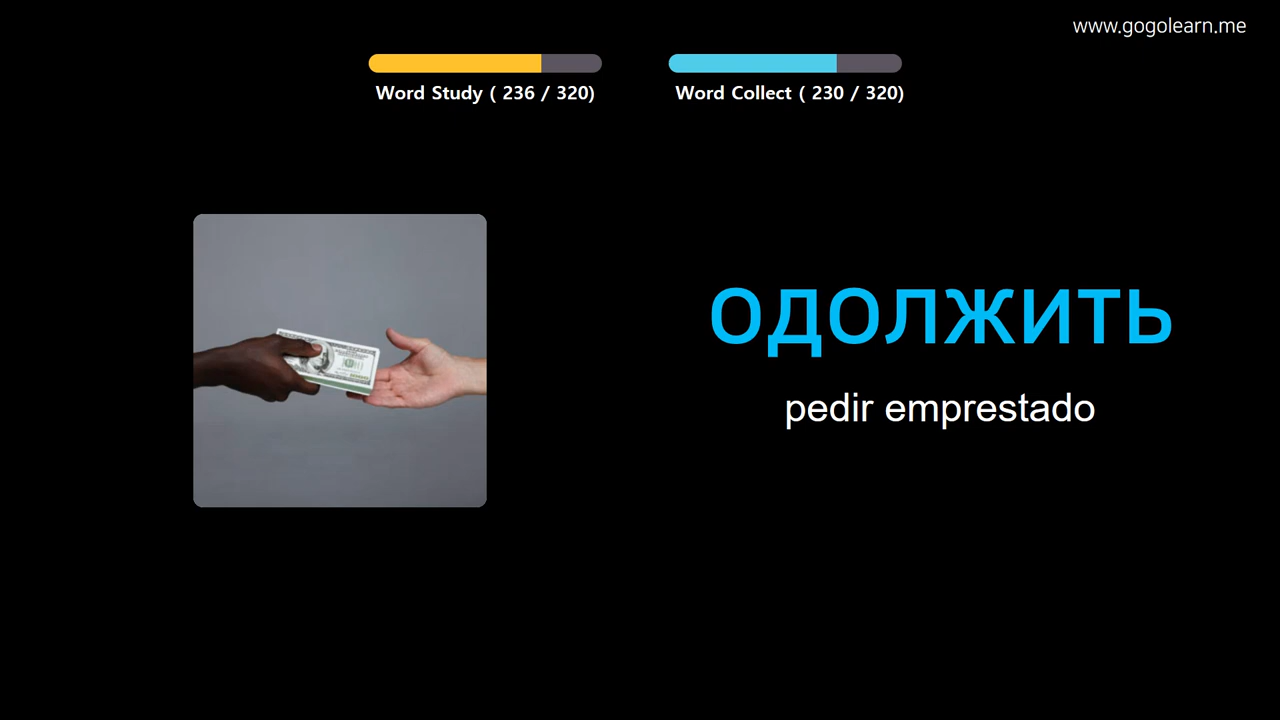 www.gogolearn.me
Word Study ( 236 / 320)
Word Collect ( 230 / 320)
одолжить
pedir emprestado